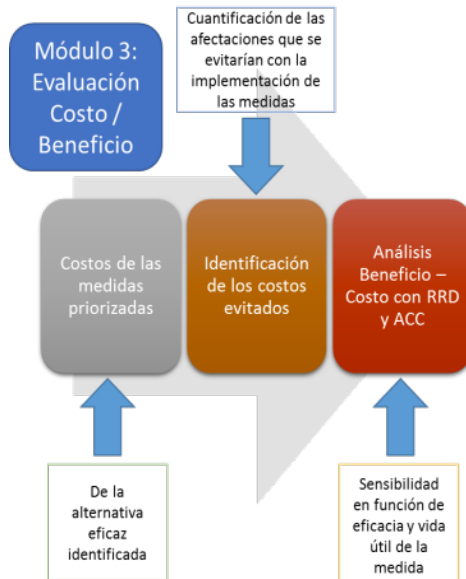 Módulo 3:
Evaluación
Costo /
Beneficio
Cuantificación de las
afectaciones que se
evitarían con la
implementación de
las medidas
Costos de las
medidas
priorizadas
Identificación
de los costos
evitados
Análisis
Beneficio –
Costo con RRD
y ACC
De la
alternativa
eficaz
identificada
Sensibilidad
en función de
eficacia y vida
útil de la
medida